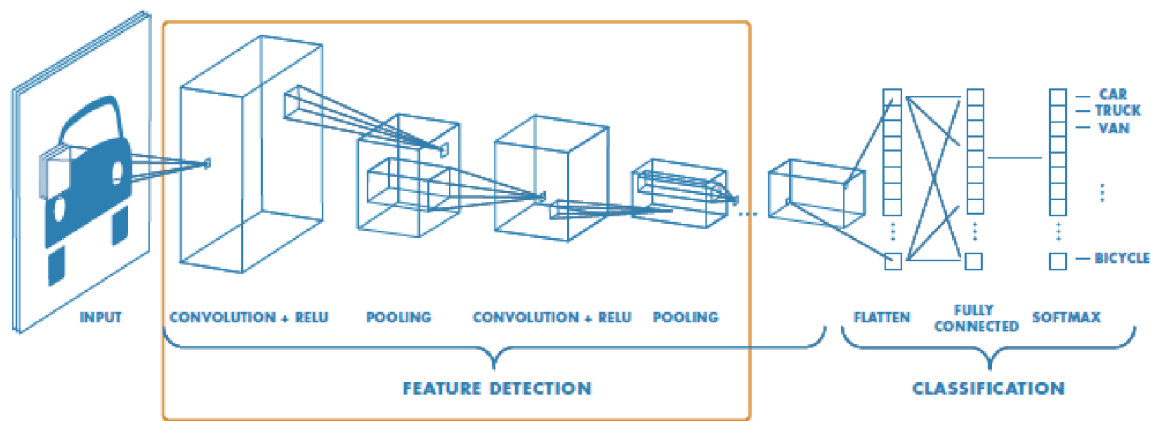 CAR
TRUCK
VAN
BICYCLE
INPUT
CONVOLUTION + RELU
POOLING
CONVOLUTION + RELU
POOLING
FLATTEN
FULLY
CONNECTED
SOFTMAX
FEATURE DETECTION
CLASSIFICATION